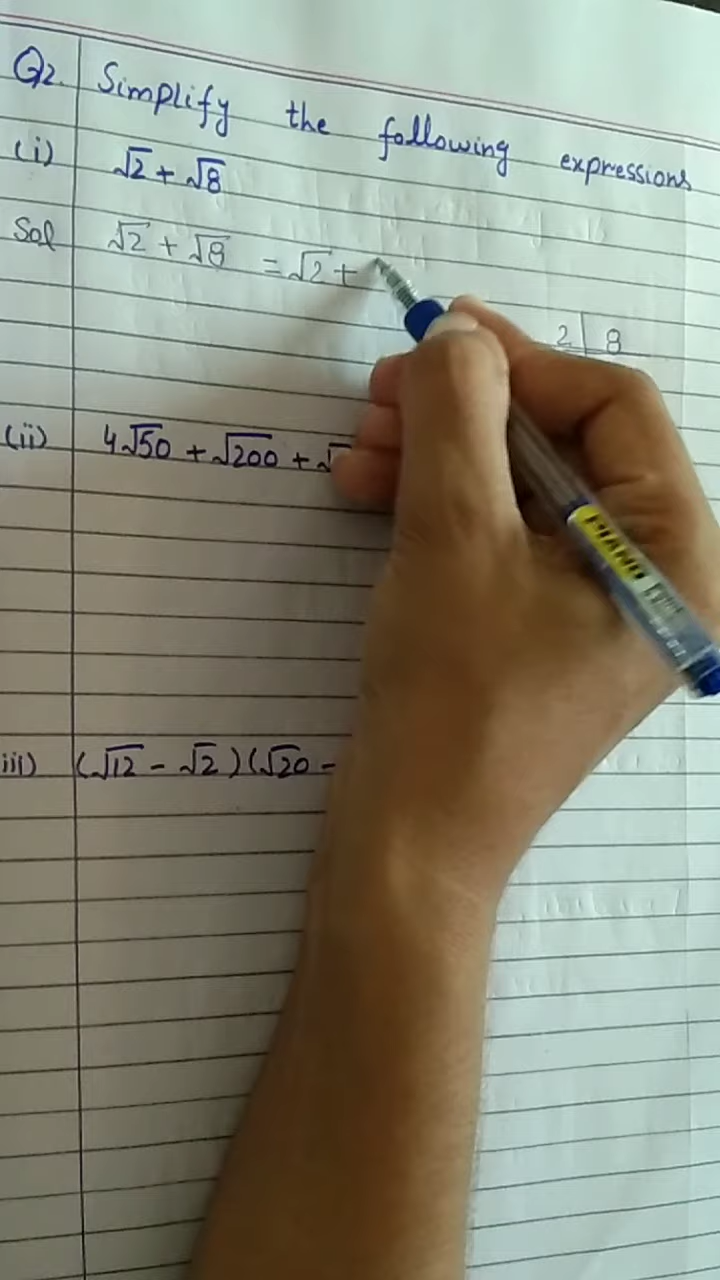 Q2. Simplify the following expressions
(i) √2 + √8
Sol √2 + √8 = √2 +
2 | 8
(ii) 4√50 + √200 + √
PIANO
iii) (√12 - √2)(√20 -